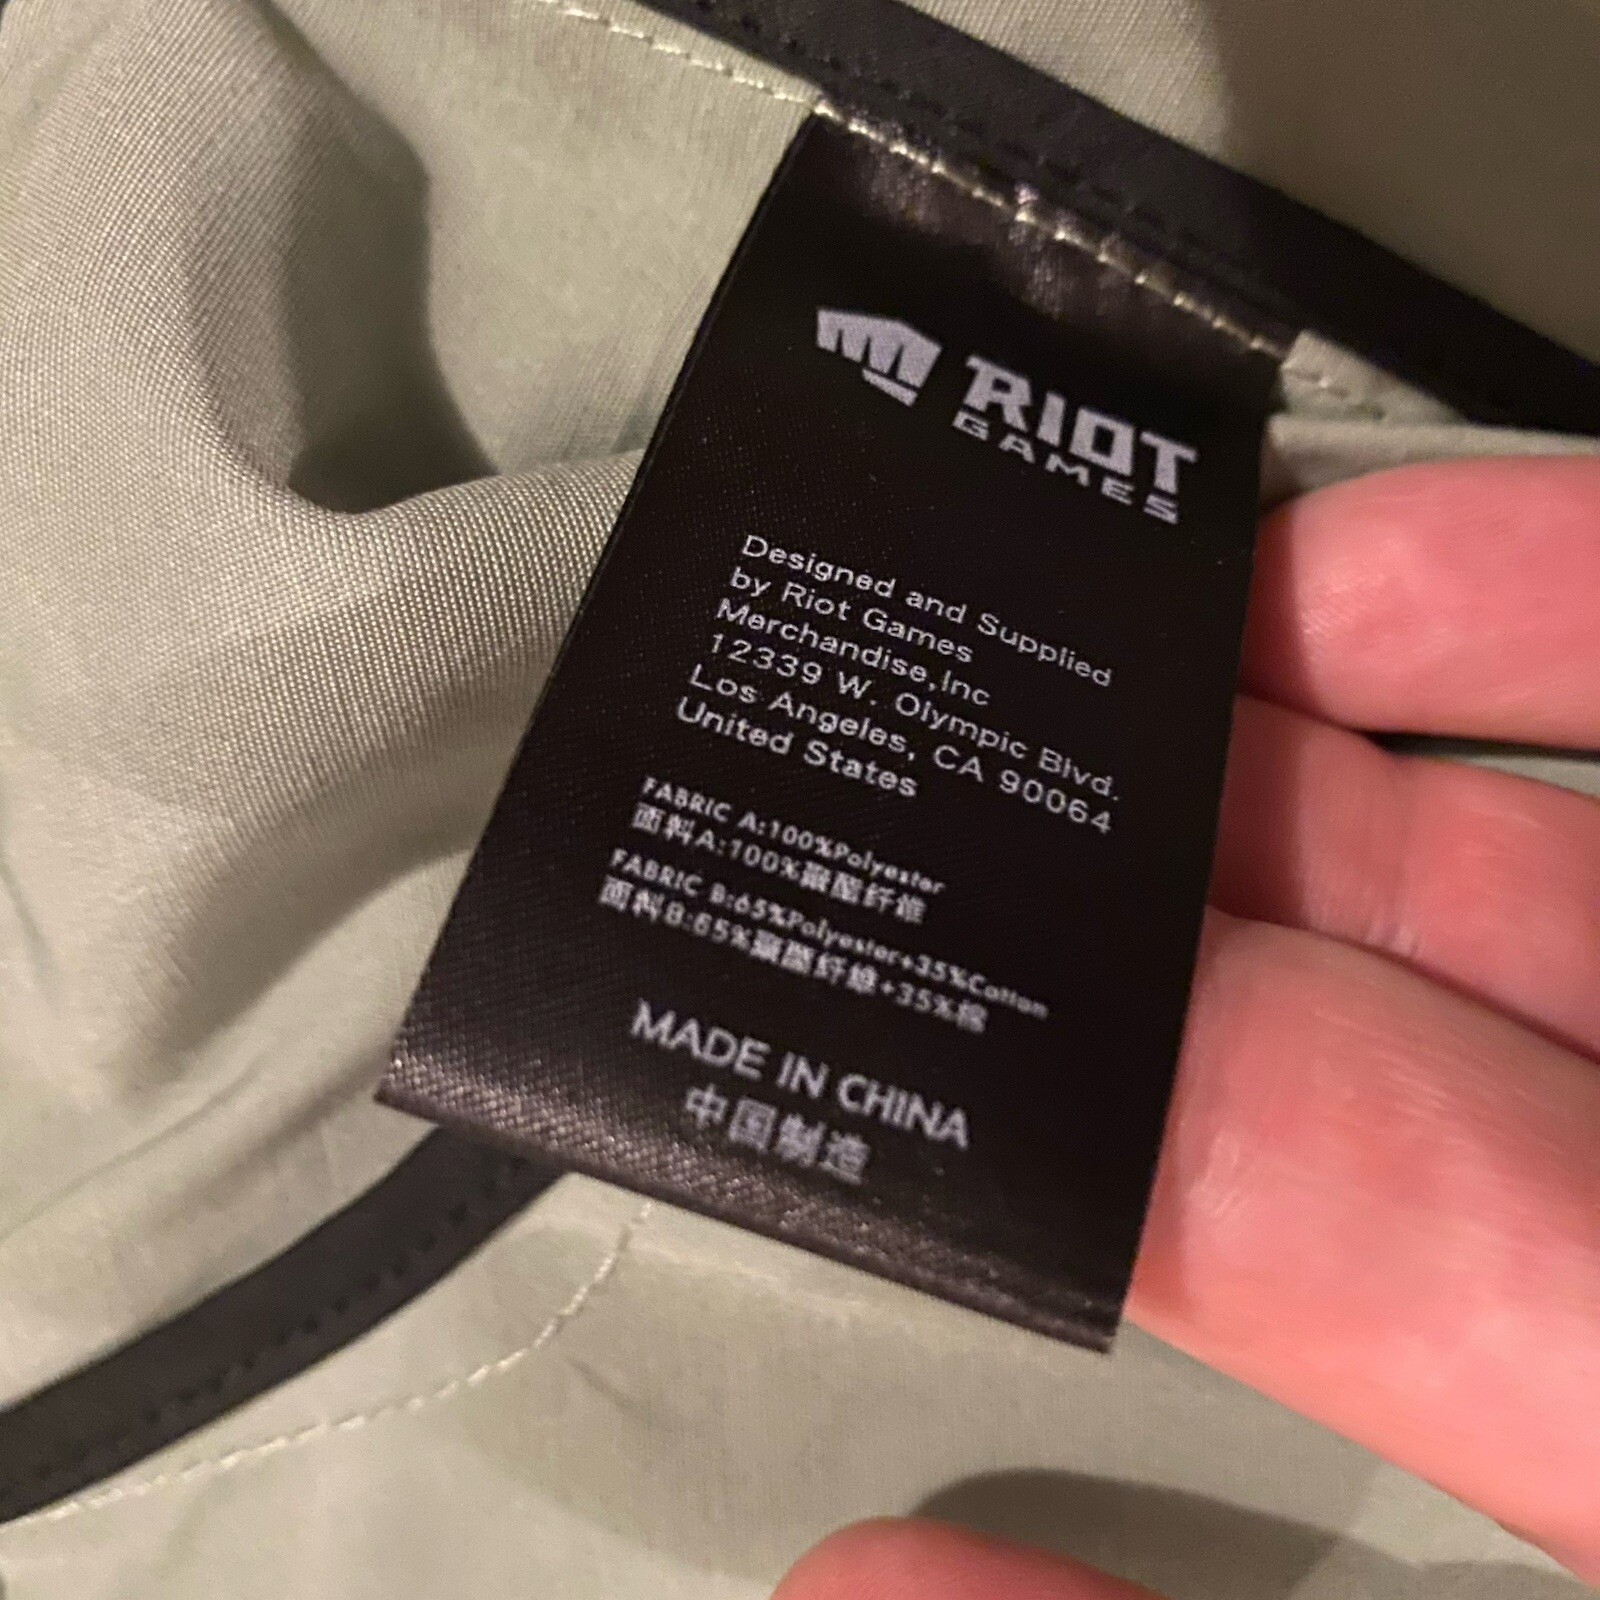 RIOT
GAMES
Designed and Supplied
by Riot Games
Merchandise,Inc
12339 W. Olympic Blvd.
Los Angeles, CA 90064
United States
FABRIC A:100%Polyester
面料A:100%聚酯纤维
FABRIC B:65%Polyester+35%Cotton
面料B:65%聚酯纤维+35%棉
MADE IN CHINA
中国制造